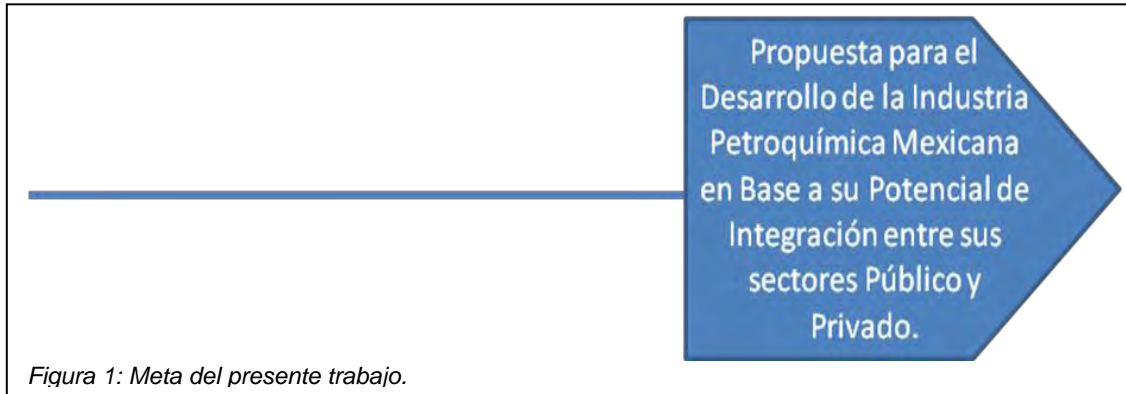 Propuesta para el
Desarrollo de la Industria
Petroquímica Mexicana
en Base a su Potencial de
Integración entre sus
sectores Público y
Privado.
Figura 1: Meta del presente trabajo.